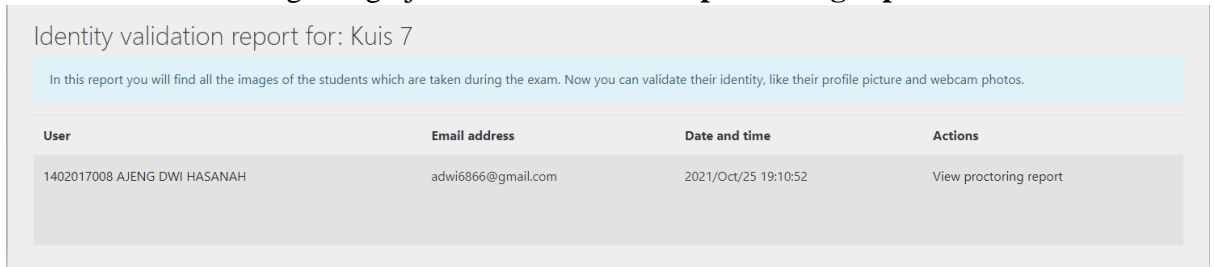 Identity validation report for: Kuis 7
In this report you will find all the images of the students which are taken during the exam. Now you can validate their identity, like their profile picture and webcam photos.
User Email address Date and time Actions
1402017008 AJENG DWI HASANAH adwi6866@gmail.com 2021/Oct/25 19:10:52 View proctoring report